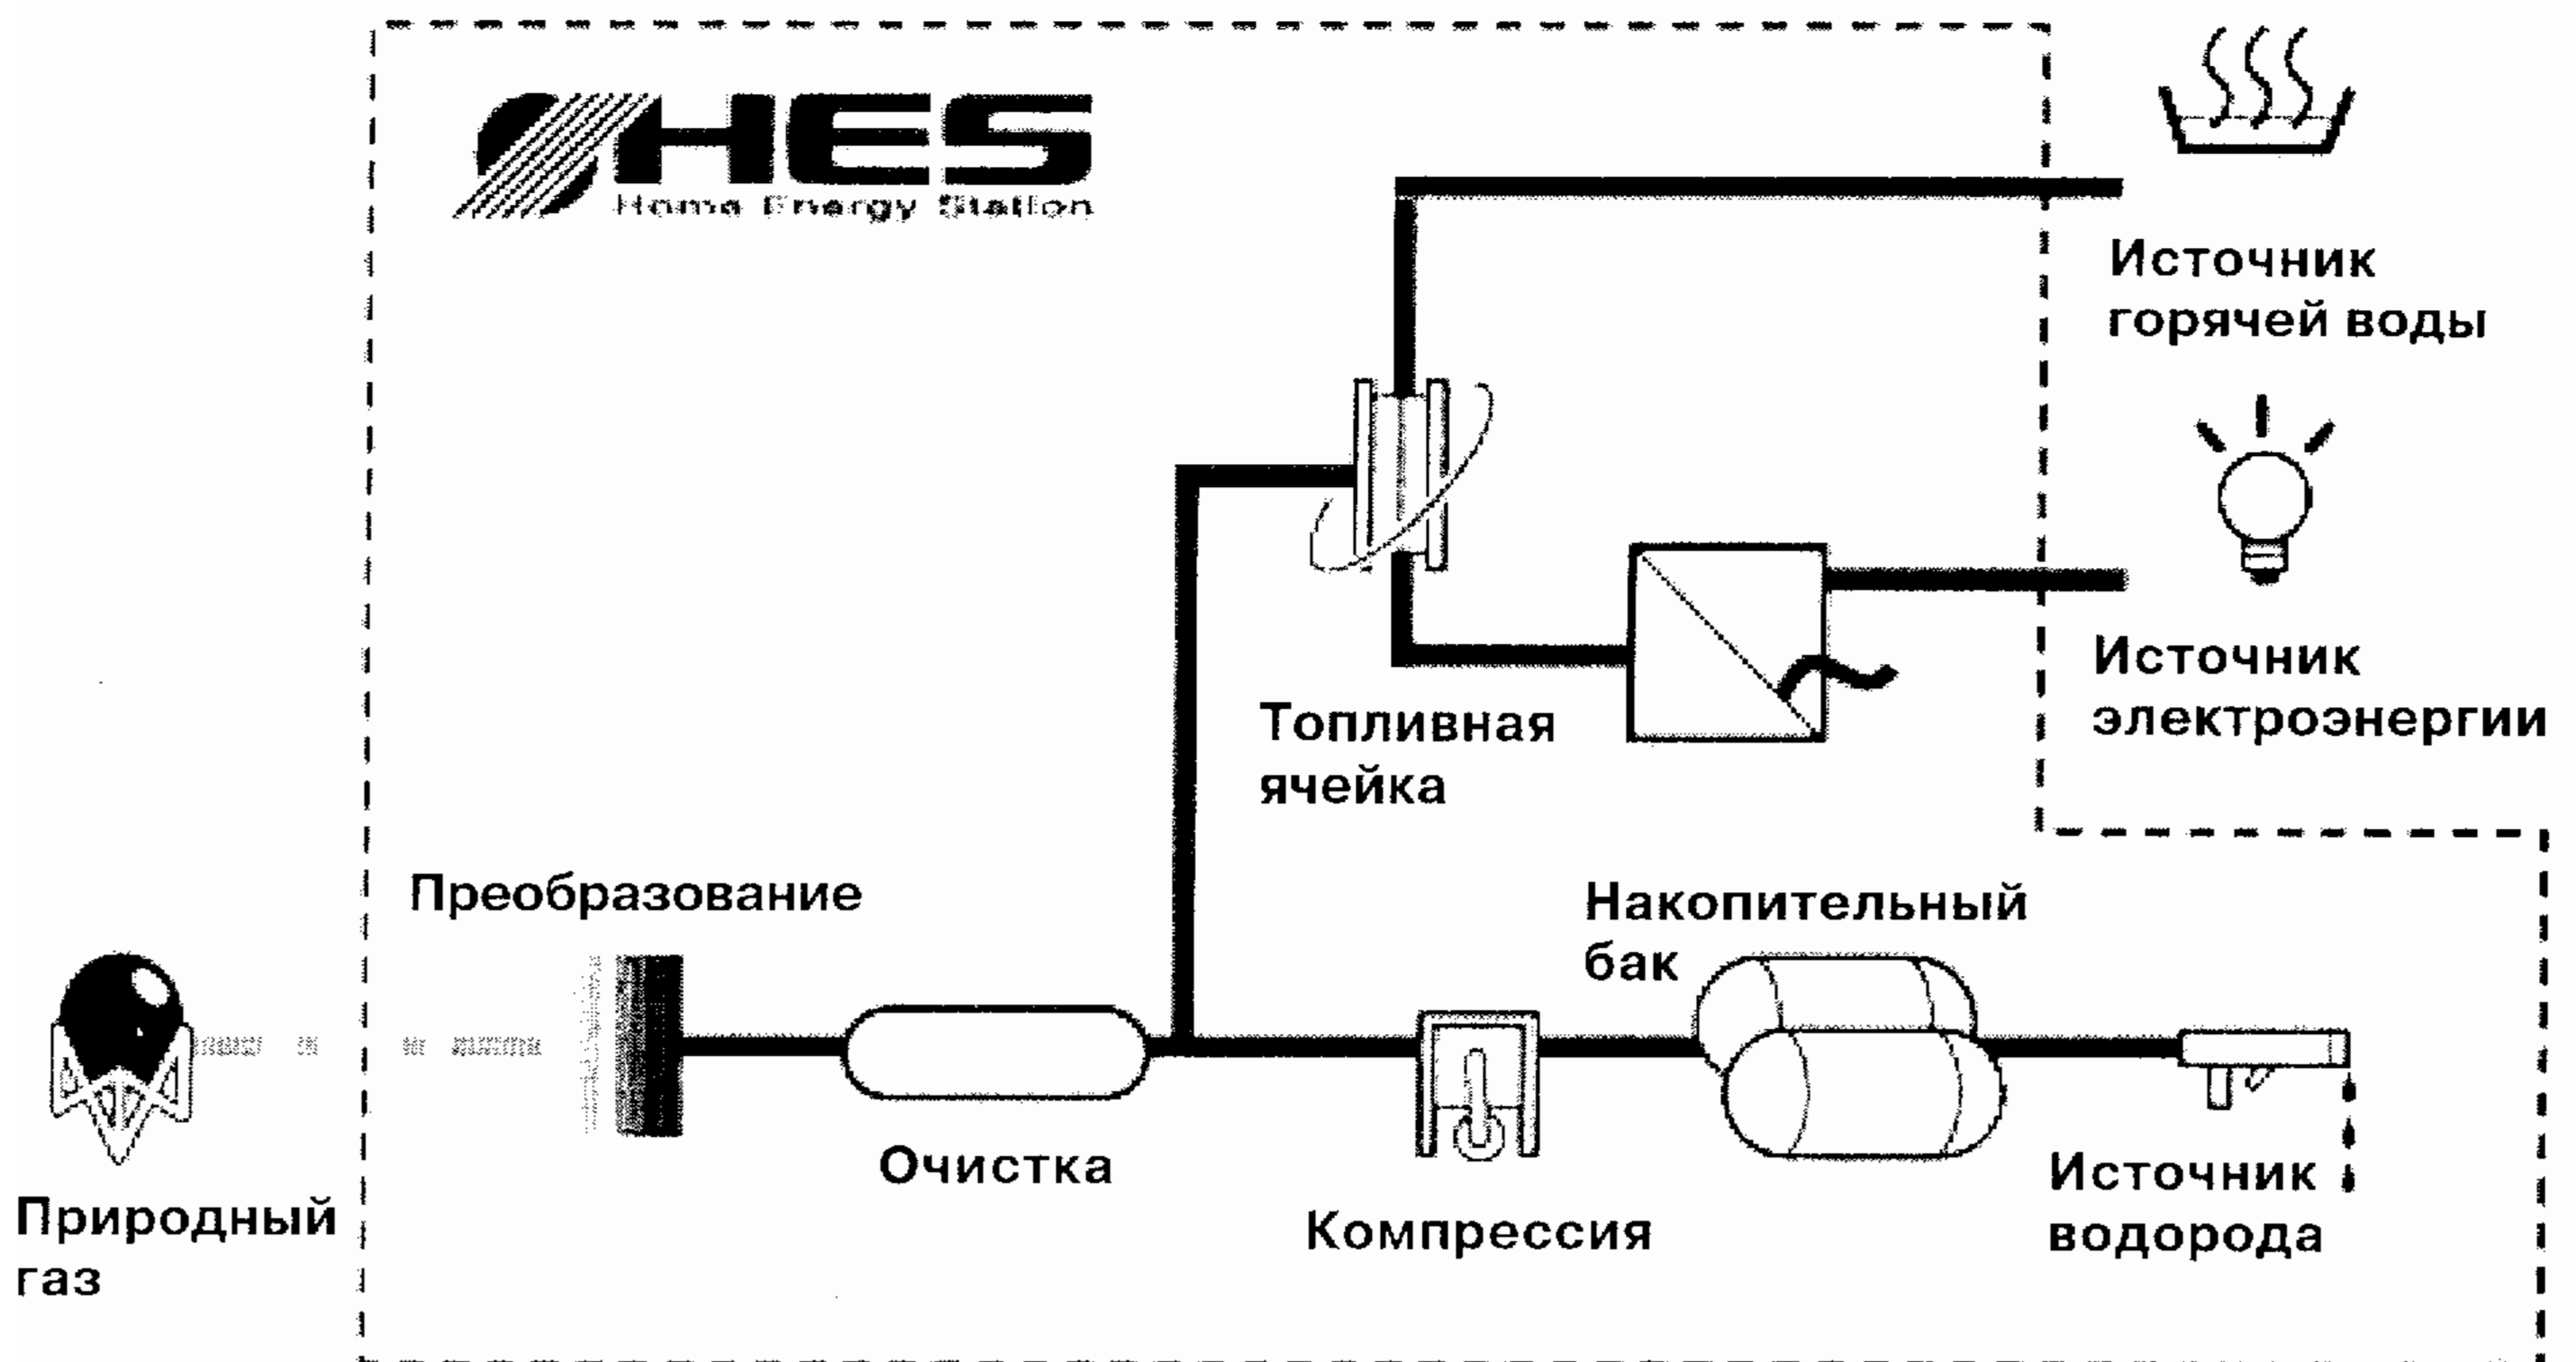 HES
Home Energy Station
Источник
горячей воды
Источник
электроэнергии
Топливная
ячейка
Преобразование
Накопительный
бак
Очистка
Компрессия
Источник
водорода
Природный
газ